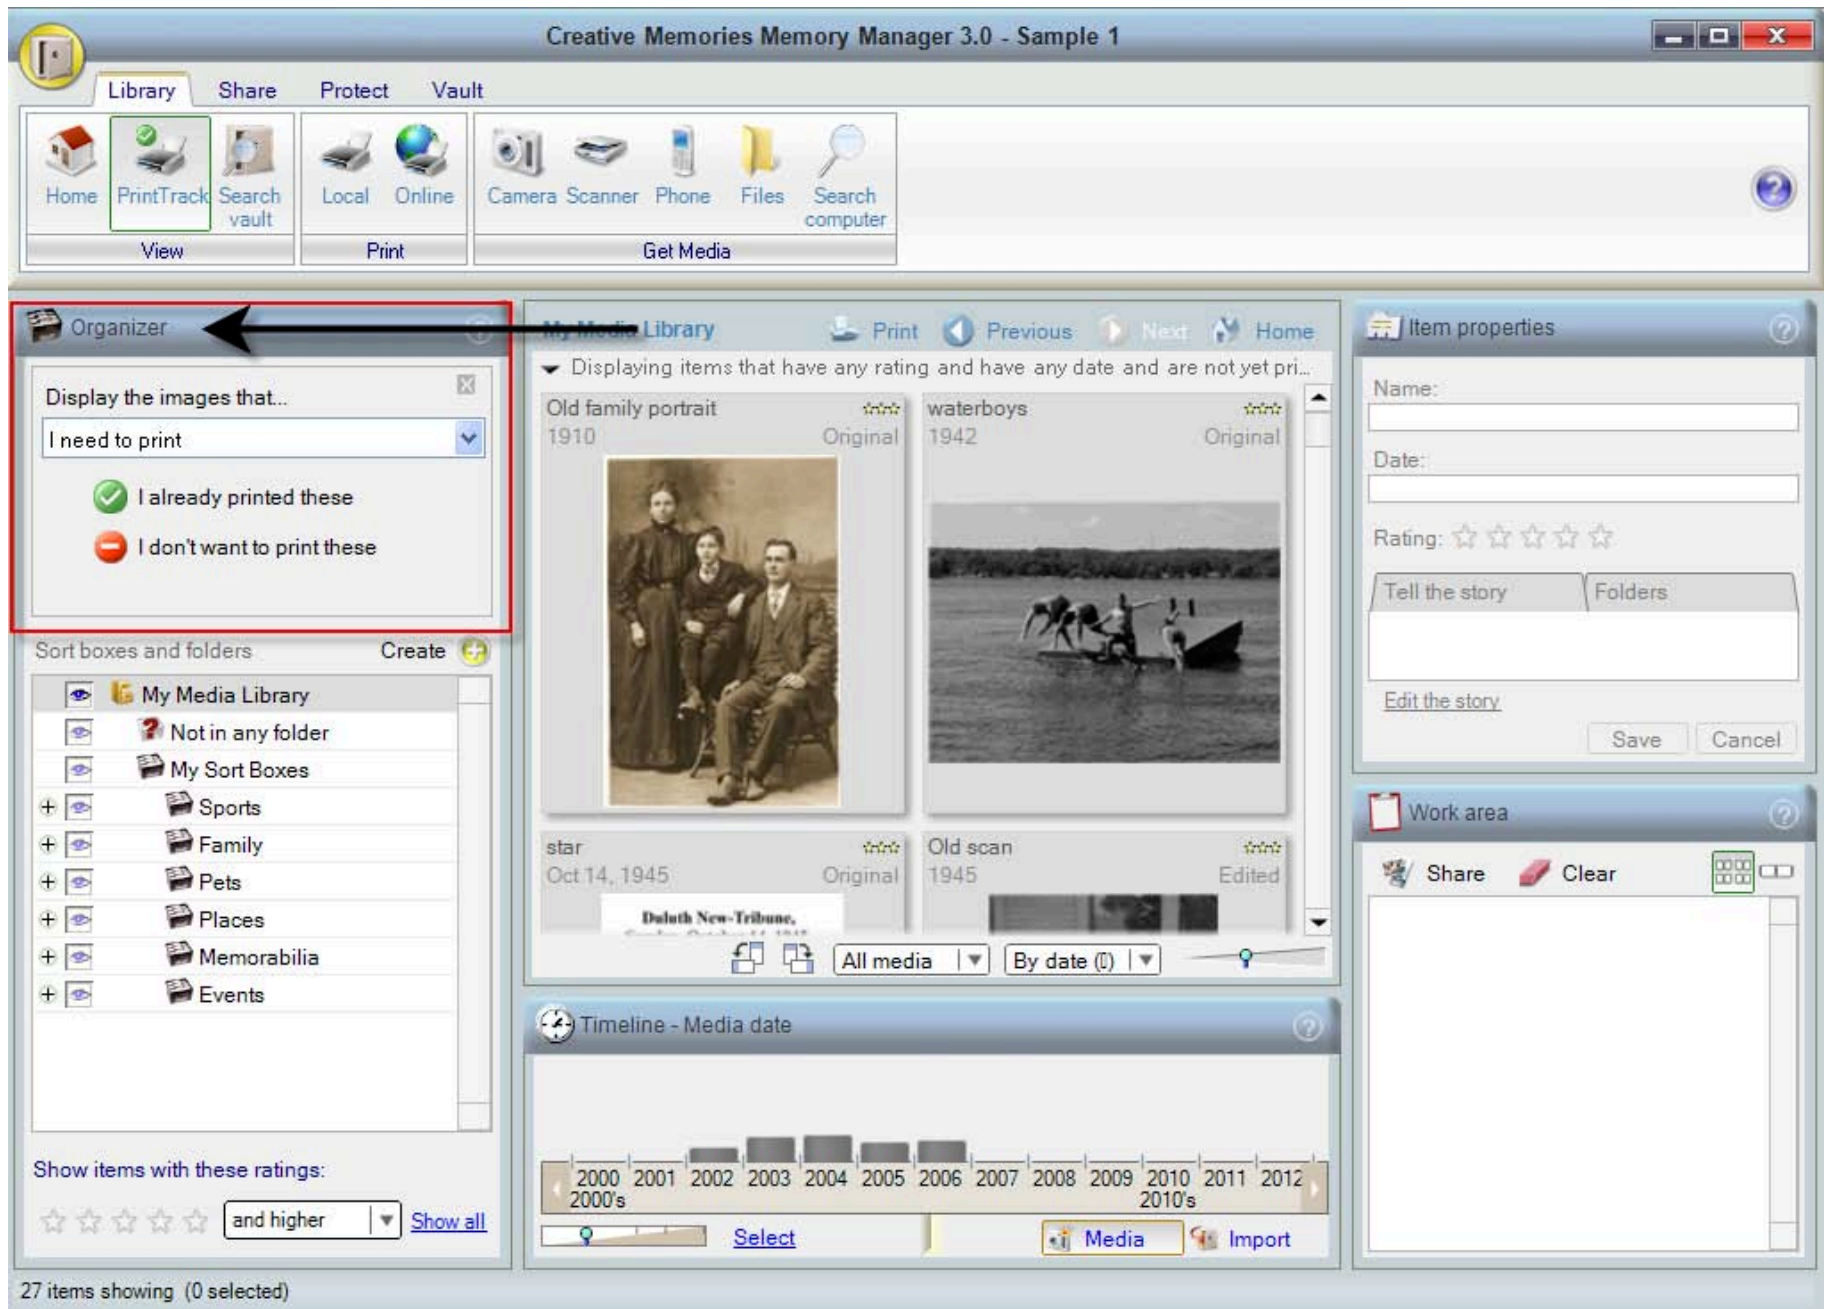 Creative Memories Memory Manager 3.0 - Sample 1
Library Share Protect Vault
Home PrintTrack Search vault
View
Local Online
Print
Camera Scanner Phone Files Search computer
Get Media
Organizer
Display the images that...
I need to print
I already printed these
I don't want to print these
Sort boxes and folders Create
My Media Library
Not in any folder
My Sort Boxes
Sports
Family
Pets
Places
Memorabilia
Events
Show items with these ratings:
and higher Show all
My Media Library Print Previous Next Home
Displaying items that have any rating and have any date and are not yet pri...
Old family portrait
1910 Original
waterboys
1942 Original
star
Oct 14, 1945 Original
Duluth New-Tribune,
Old scan
1945 Edited
All media By date (▯)
Timeline - Media date
2000 2001 2002 2003 2004 2005 2006 2007 2008 2009 2010 2011 2012
2000's 2010's
Select Media Import
Item properties
Name:
Date:
Rating:
Tell the story Folders
Edit the story
Save Cancel
Work area
Share Clear
27 items showing (0 selected)